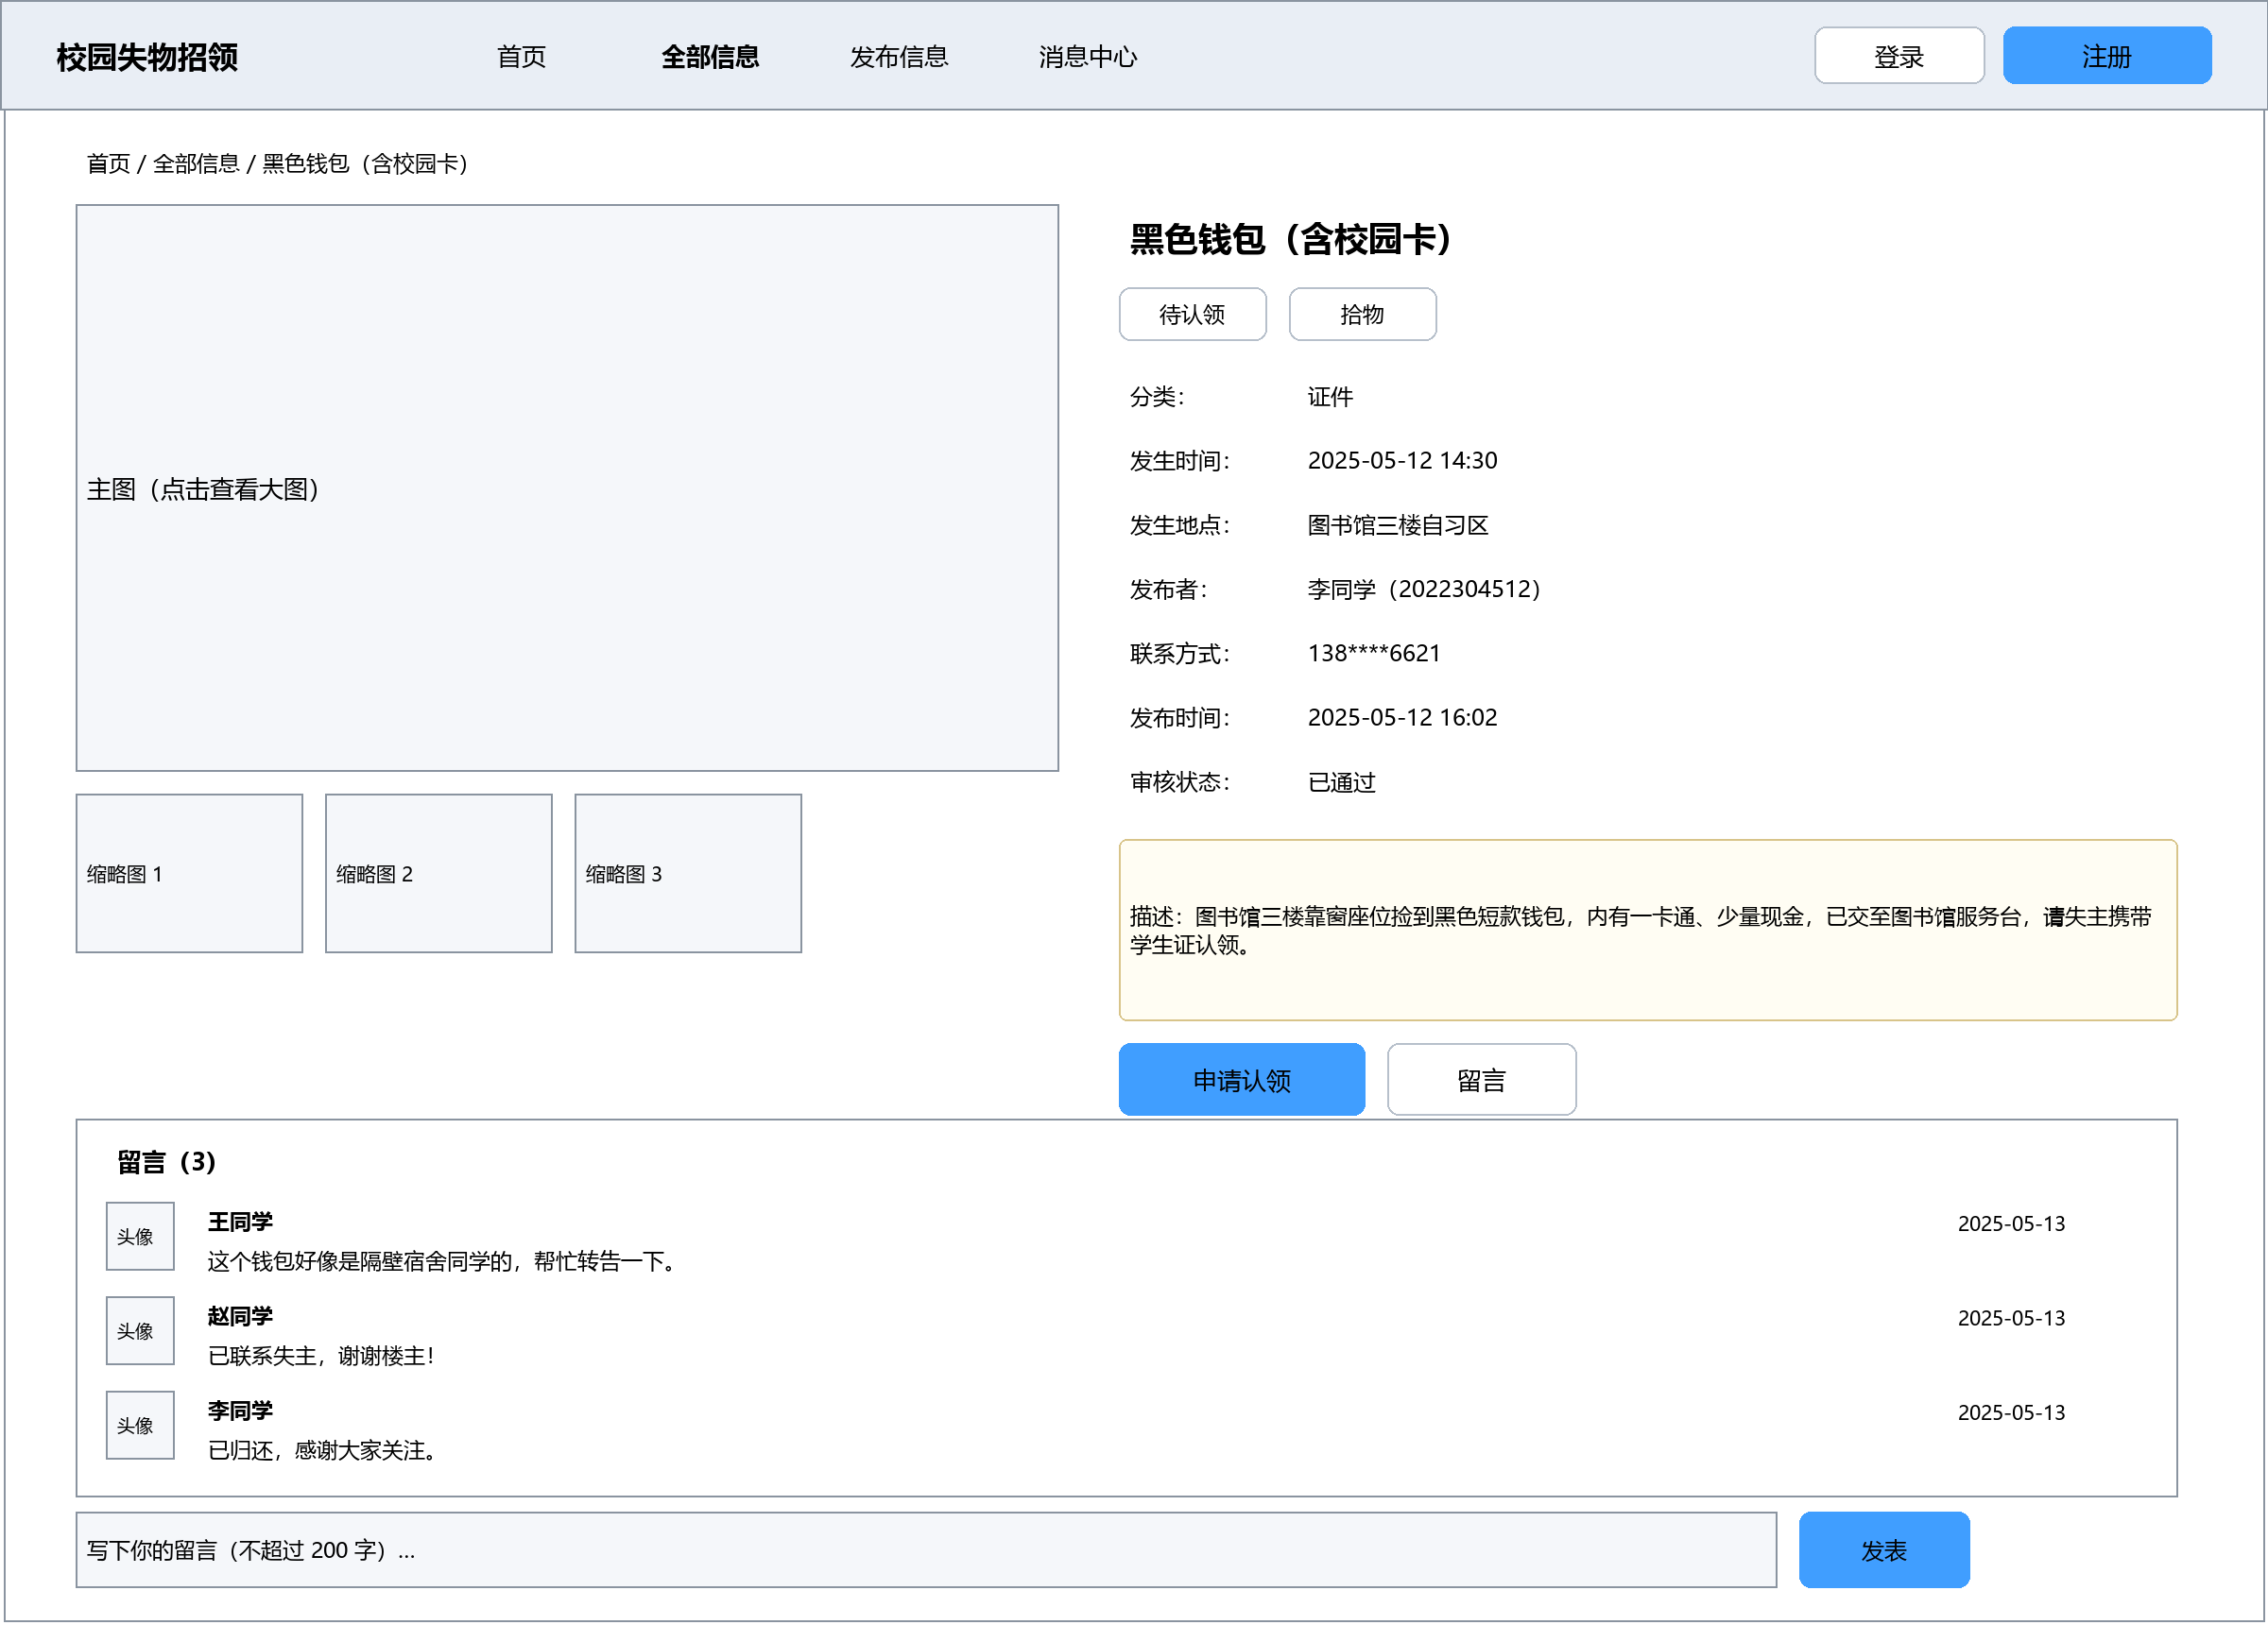 校园失物招领 首页 全部信息 发布信息 消息中心 登录 注册
首页 / 全部信息 / 黑色钱包（含校园卡）
主图（点击查看大图）
缩略图 1 缩略图 2 缩略图 3
黑色钱包（含校园卡）
待认领 拾物
分类： 证件
发生时间： 2025-05-12 14:30
发生地点： 图书馆三楼自习区
发布者： 李同学（2022304512）
联系方式： 138****6621
发布时间： 2025-05-12 16:02
审核状态： 已通过
描述：图书馆三楼靠窗座位捡到黑色短款钱包，内有一卡通、少量现金，已交至图书馆服务台，请失主携带
学生证认领。
申请认领 留言
留言（3）
头像 王同学 2025-05-13
这个钱包好像是隔壁宿舍同学的，帮忙转告一下。
头像 赵同学 2025-05-13
已联系失主，谢谢楼主！
头像 李同学 2025-05-13
已归还，感谢大家关注。
写下你的留言（不超过 200 字）... 发表